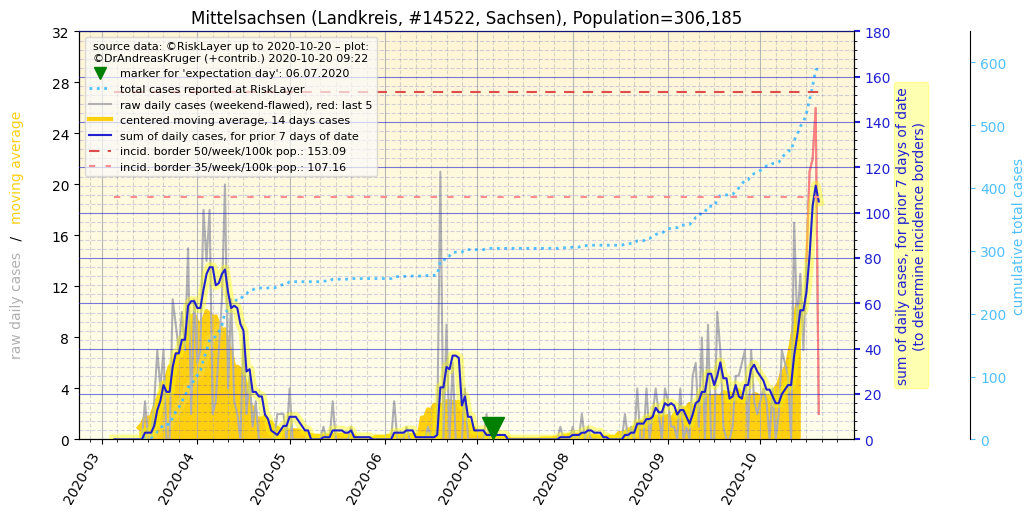 Mittelsachsen (Landkreis, #14522, Sachsen), Population=306,185
source data: ©RiskLayer up to 2020-10-20 – plot:
©DrAndreasKruger (+contrib.) 2020-10-20 09:22
marker for 'expectation day': 06.07.2020
total cases reported at RiskLayer
raw daily cases (weekend-flawed), red: last 5
centered moving average, 14 days cases
sum of daily cases, for prior 7 days of date
incid. border 50/week/100k pop.: 153.09
incid. border 35/week/100k pop.: 107.16
raw daily cases / moving average
32
28
24
20
16
12
8
4
0
2020-03
2020-04
2020-05
2020-06
2020-07
2020-08
2020-09
2020-10
180
160
140
120
100
80
60
40
20
0
sum of daily cases, for prior 7 days of date
(to determine incidence borders)
600
500
400
300
200
100
0
cumulative total cases